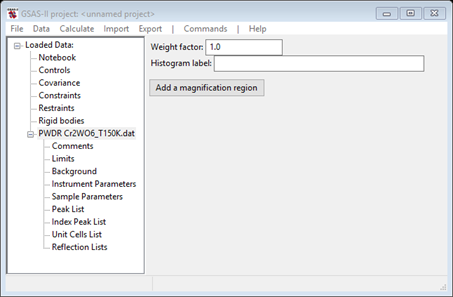 GSAS-II project: <unnamed project>
File Data Calculate Import Export | Commands | Help
Loaded Data:
Notebook
Controls
Covariance
Constraints
Restraints
Rigid bodies
PWDR Cr2WO6_T150K.dat
Comments
Limits
Background
Instrument Parameters
Sample Parameters
Peak List
Index Peak List
Unit Cells List
Reflection Lists
Weight factor: 1.0
Histogram label:
Add a magnification region